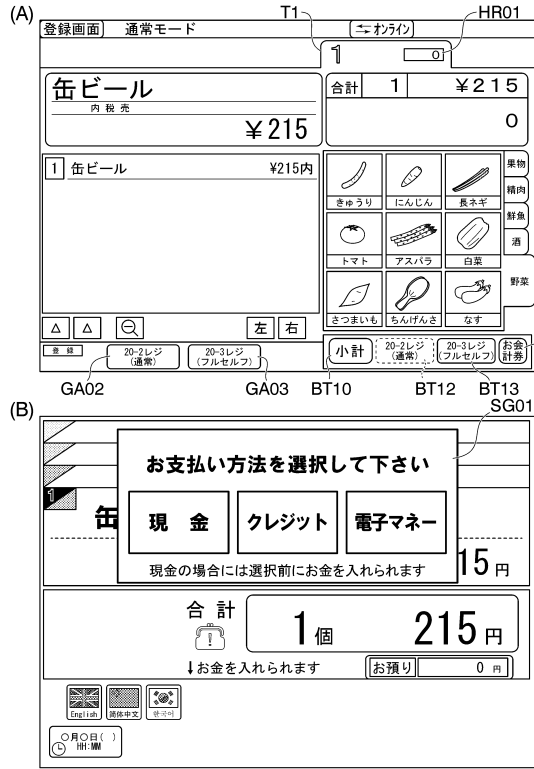 (A)
T1
HR01
登録画面 通常モード
オンライン
1
0
缶ビール
内税売
¥215
合計 1 ¥215
0
1 缶ビール ¥215内
きゅうり にんじん 長ネギ
トマト アスパラ 白菜
さつまいも ちんげんさ なす
果物
精肉
鮮魚
酒
野菜
左 右
登録
20-2レジ
(通常)
20-3レジ
(フルセルフ)
小計
20-2レジ
(通常)
20-3レジ
(フルセルフ)
お会
計券
GA02 GA03 BT10 BT12 BT13
(B)
SG01
お支払い方法を選択して下さい
現金 クレジット 電子マネー
現金の場合には選択前にお金を入れられます
1
缶
15円
合計
1個 215円
↓お金を入れられます
お預り 0円
English 简体中文 한국어
○月○日( )
HH:MM